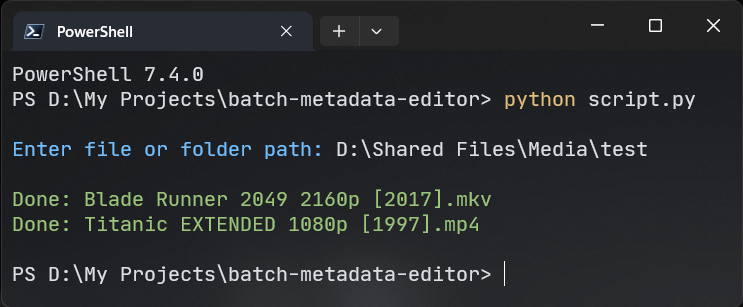 PowerShell
PowerShell 7.4.0
PS D:\My Projects\batch-metadata-editor> python script.py
Enter file or folder path: D:\Shared Files\Media\test
Done: Blade Runner 2049 2160p [2017].mkv
Done: Titanic EXTENDED 1080p [1997].mp4
PS D:\My Projects\batch-metadata-editor>